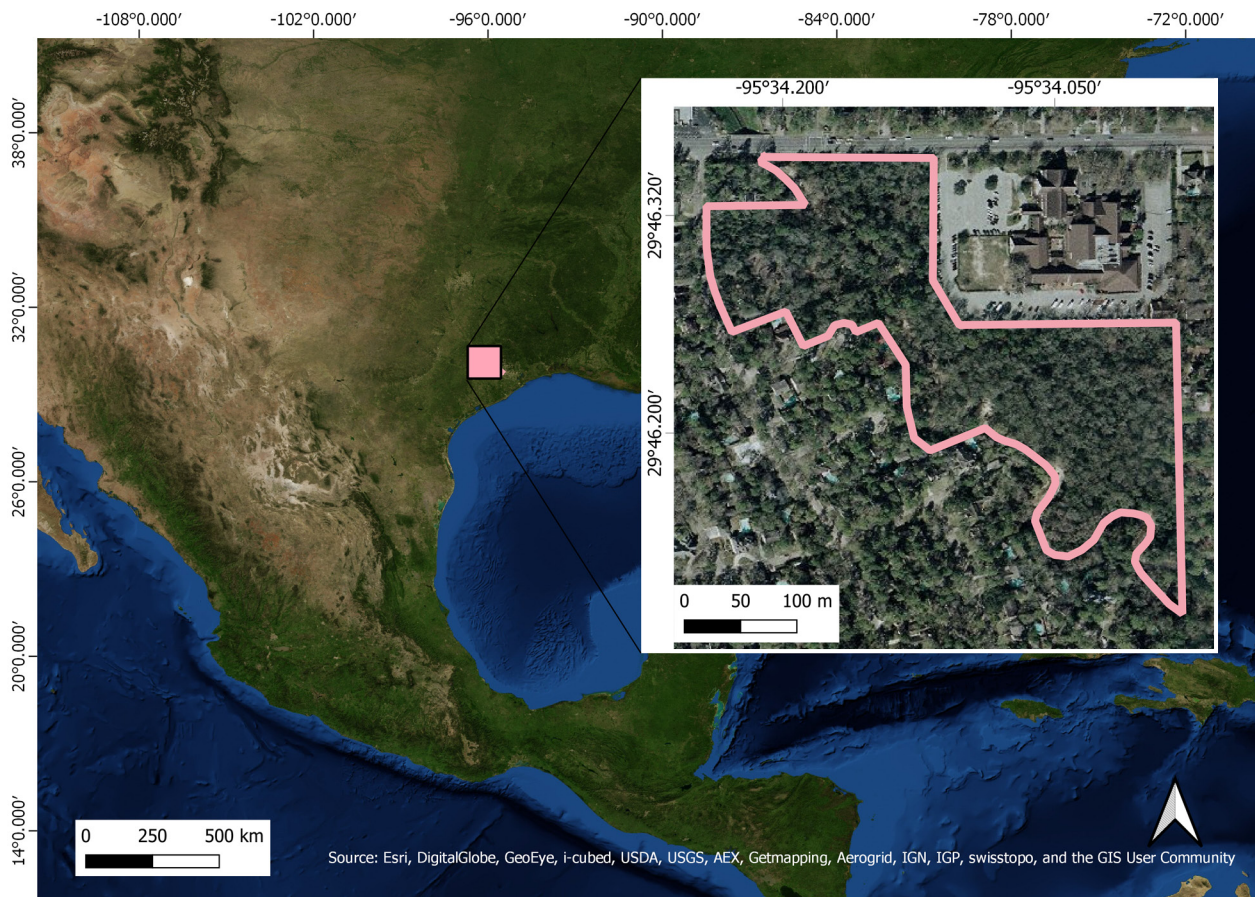 -108°0.000′ -102°0.000′ -96°0.000′ -90°0.000′ -84°0.000′ -78°0.000′ -72°0.000′
38°0.000′
32°0.000′
26°0.000′
20°0.000′
14°0.000′
-95°34.200′ -95°34.050′
29°46.320′
29°46.200′
0 50 100 m
0 250 500 km
Source: Esri, DigitalGlobe, GeoEye, i-cubed, USDA, USGS, AEX, Getmapping, Aerogrid, IGN, IGP, swisstopo, and the GIS User Community